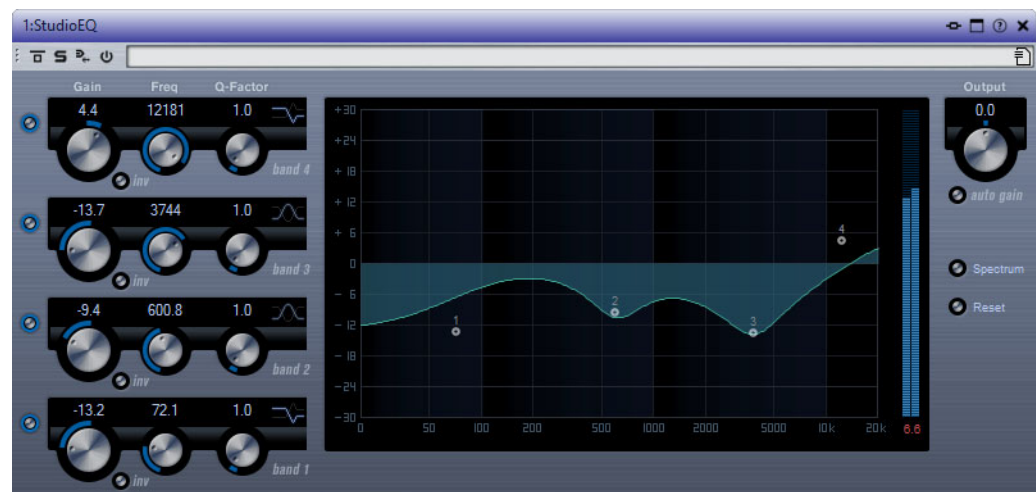 1:StudioEQ
Gain Freq Q-Factor
4.4 12181 1.0
inv band 4
-13.7 3744 1.0
inv band 3
-9.4 600.8 1.0
inv band 2
-13.2 72.1 1.0
inv band 1
+30
+24
+18
+12
+6
0
-6
-12
-18
-24
-30
0 50 100 200 500 1000 2000 5000 10k 20k 6.6
1
2
3
4
Output
0.0
auto gain
Spectrum
Reset